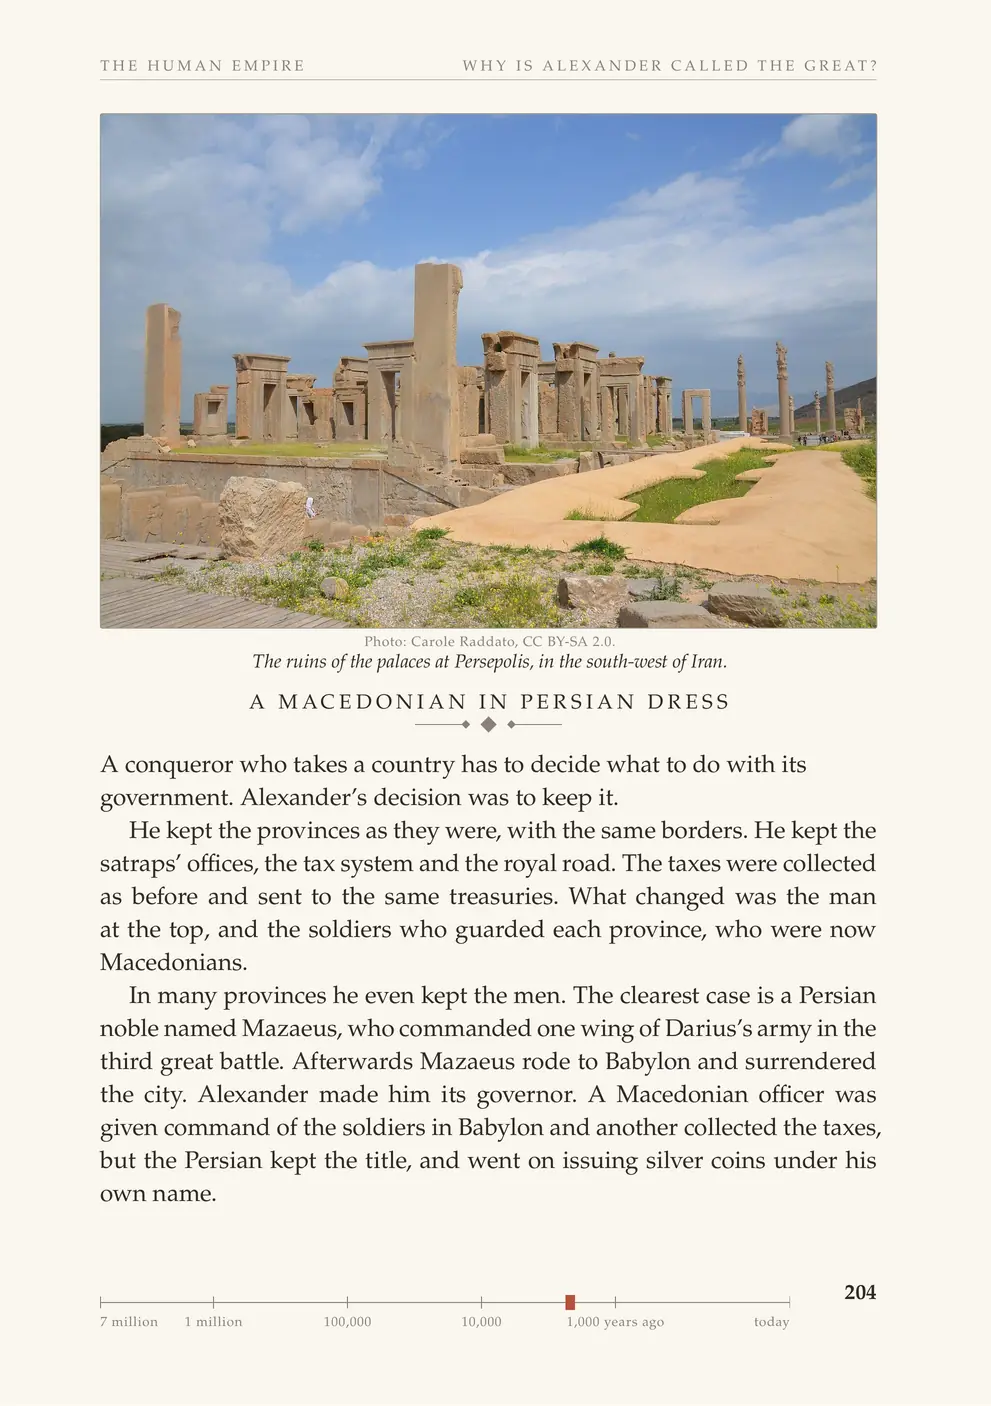 THE HUMAN EMPIRE
WHY IS ALEXANDER CALLED THE GREAT?
Photo: Carole Raddato, CC BY-SA 2.0.
The ruins of the palaces at Persepolis, in the south-west of Iran.
A MACEDONIAN IN PERSIAN DRESS
A conqueror who takes a country has to decide what to do with its
government. Alexander’s decision was to keep it.
He kept the provinces as they were, with the same borders. He kept the
satraps’ offices, the tax system and the royal road. The taxes were collected
as before and sent to the same treasuries. What changed was the man
at the top, and the soldiers who guarded each province, who were now
Macedonians.
In many provinces he even kept the men. The clearest case is a Persian
noble named Mazaeus, who commanded one wing of Darius’s army in the
third great battle. Afterwards Mazaeus rode to Babylon and surrendered
the city. Alexander made him its governor. A Macedonian officer was
given command of the soldiers in Babylon and another collected the taxes,
but the Persian kept the title, and went on issuing silver coins under his
own name.
204
7 million 1 million 100,000 10,000 1,000 years ago today